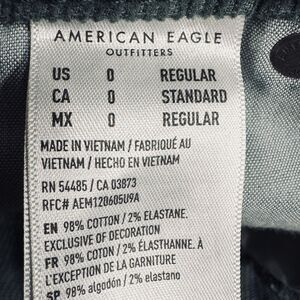 AMERICAN EAGLE
OUTFITTERS
US 0 REGULAR
CA 0 STANDARD
MX 0 REGULAR
MADE IN VIETNAM / FABRIQUÉ AU
VIETNAM / HECHO EN VIETNAM
RN 54485 / CA 03873
RFC# AEM120605U9A
EN 98% COTTON / 2% ELASTANE.
EXCLUSIVE OF DECORATION
FR 98% COTON / 2% ÉLASTHANNE. À
L'EXCEPTION DE LA GARNITURE
SP 98% algodón / 2% elastano